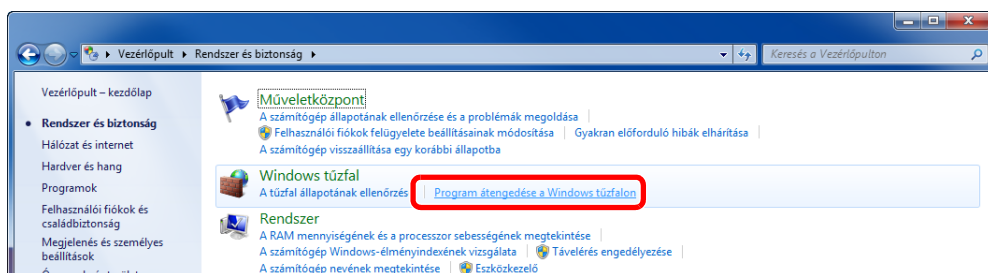 Vezérlőpult ▸ Rendszer és biztonság ▸
Keresés a Vezérlőpulton
Vezérlőpult – kezdőlap
• Rendszer és biztonság
Hálózat és internet
Hardver és hang
Programok
Felhasználói fiókok és
családbiztonság
Megjelenés és személyes
beállítások
Műveletközpont
A számítógép állapotának ellenőrzése és a problémák megoldása
Felhasználói fiókok felügyelete beállításainak módosítása
Gyakran előforduló hibák elhárítása
A számítógép visszaállítása egy korábbi állapotba
Windows tűzfal
A tűzfal állapotának ellenőrzés
Program átengedése a Windows tűzfalon
Rendszer
A RAM mennyiségének és a processzor sebességének megtekintése
A számítógép Windows-élményindexének vizsgálata
Távelérés engedélyezése
A számítógép nevének megtekintése
Eszközkezelő